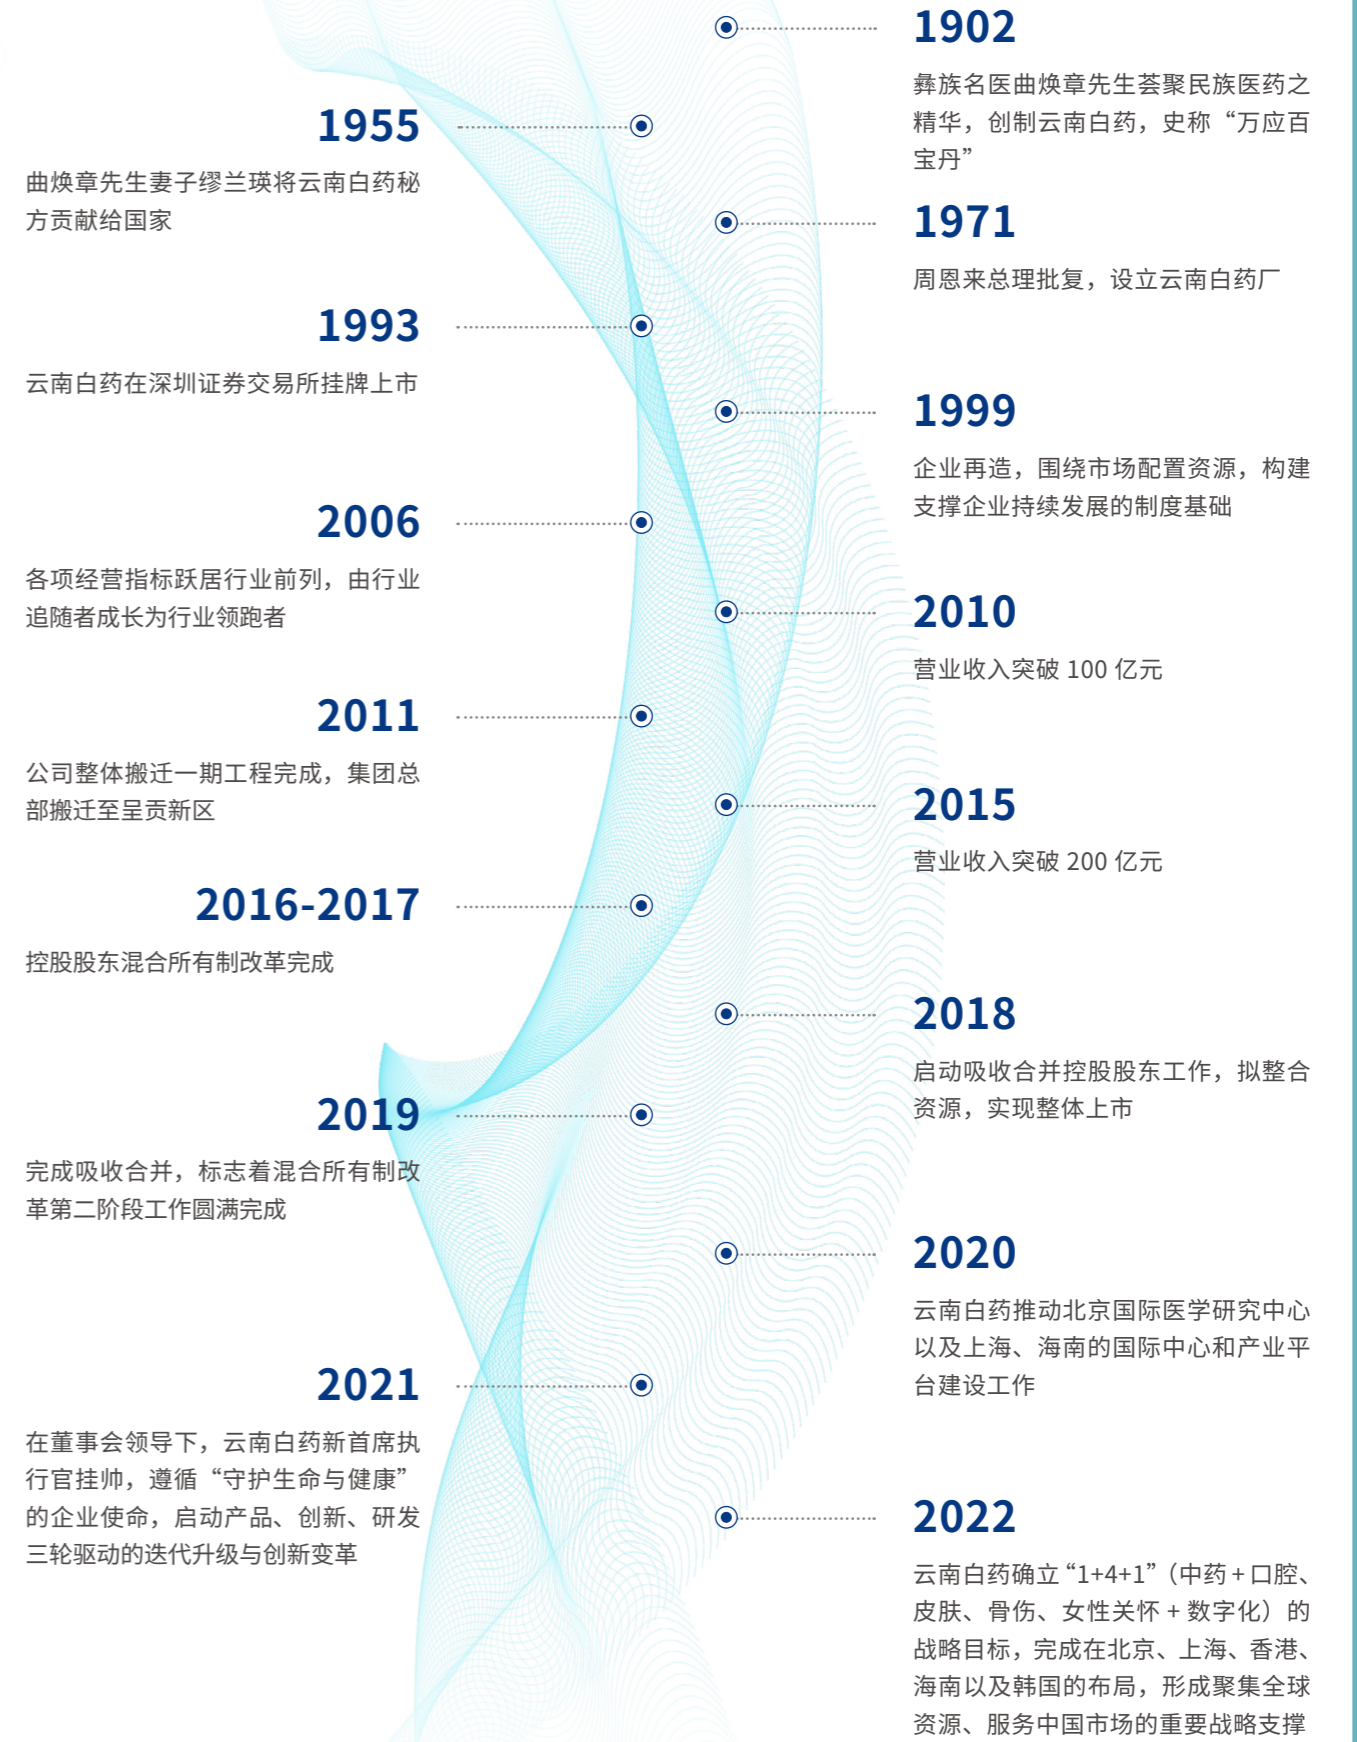 1902
彝族名医曲焕章先生荟聚民族医药之
精华，创制云南白药，史称“万应百
宝丹”
1955
曲焕章先生妻子缪兰瑛将云南白药秘
方贡献给国家
1971
周恩来总理批复，设立云南白药厂
1993
云南白药在深圳证券交易所挂牌上市
1999
企业再造，围绕市场配置资源，构建
支撑企业持续发展的制度基础
2006
各项经营指标跃居行业前列，由行业
追随者成长为行业领跑者
2010
营业收入突破 100 亿元
2011
公司整体搬迁一期工程完成，集团总
部搬迁至呈贡新区
2015
营业收入突破 200 亿元
2016-2017
控股股东混合所有制改革完成
2018
启动吸收合并控股股东工作，拟整合
资源，实现整体上市
2019
完成吸收合并，标志着混合所有制改
革第二阶段工作圆满完成
2020
云南白药推动北京国际医学研究中心
以及上海、海南的国际中心和产业平
台建设工作
2021
在董事会领导下，云南白药新首席执
行官挂帅，遵循“守护生命与健康”
的企业使命，启动产品、创新、研发
三轮驱动的迭代升级与创新变革
2022
云南白药确立“1+4+1”（中药 + 口腔、
皮肤、骨伤、女性关怀 + 数字化）的
战略目标，完成在北京、上海、香港、
海南以及韩国的布局，形成聚集全球
资源、服务中国市场的重要战略支撑